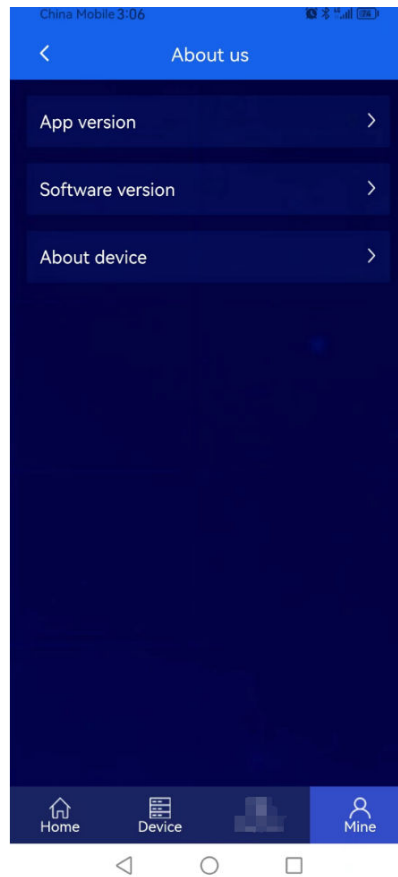 China Mobile 3:06
About us
App version
Software version
About device
Home
Device
Mine